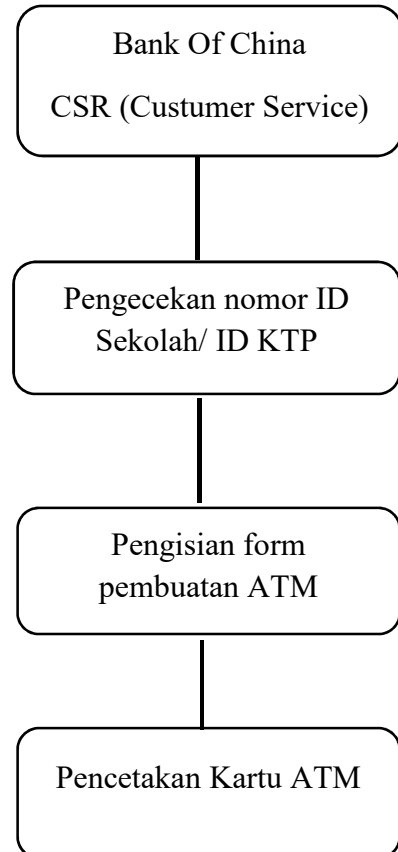 Bank Of China
CSR (Custumer Service)
Pengecekan nomor ID
Sekolah/ ID KTP
Pengisian form
pembuatan ATM
Pencetakan Kartu ATM